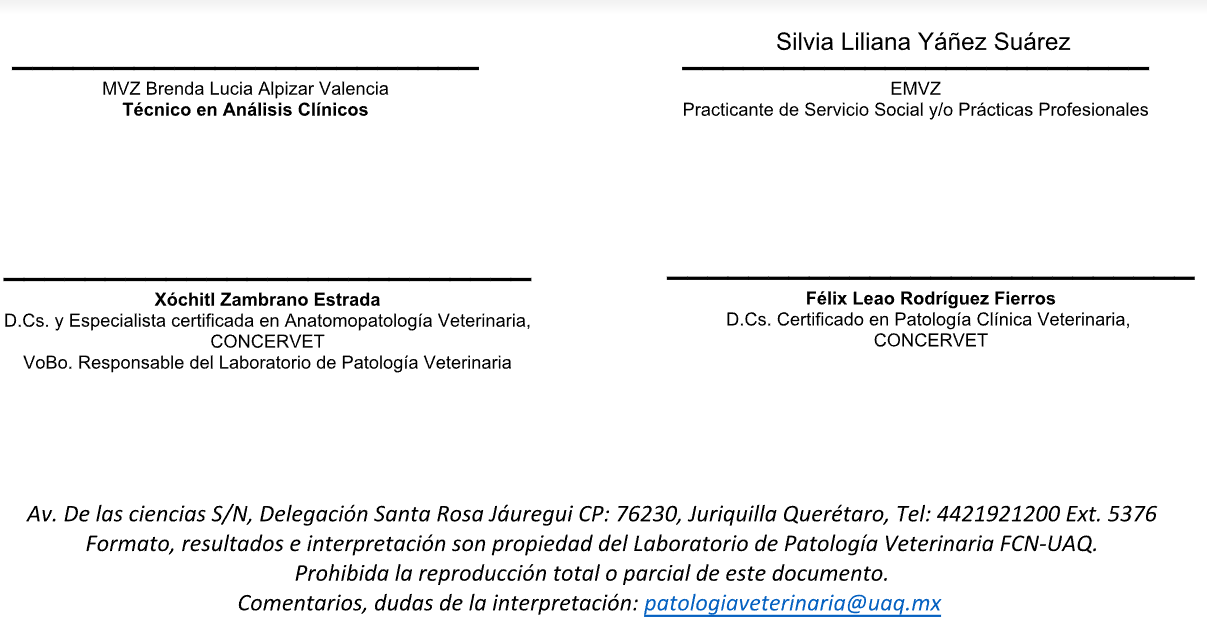 Silvia Liliana Yáñez Suárez
MVZ Brenda Lucia Alpizar Valencia
Técnico en Análisis Clínicos
EMVZ
Practicante de Servicio Social y/o Prácticas Profesionales
Xóchitl Zambrano Estrada
D.Cs. y Especialista certificada en Anatomopatología Veterinaria,
CONCERVET
VoBo. Responsable del Laboratorio de Patología Veterinaria
Félix Leao Rodríguez Fierros
D.Cs. Certificado en Patología Clínica Veterinaria,
CONCERVET
Av. De las ciencias S/N, Delegación Santa Rosa Jáuregui CP: 76230, Juriquilla Querétaro, Tel: 4421921200 Ext. 5376
Formato, resultados e interpretación son propiedad del Laboratorio de Patología Veterinaria FCN-UAQ.
Prohibida la reproducción total o parcial de este documento.
Comentarios, dudas de la interpretación: patologiaveterinaria@uaq.mx